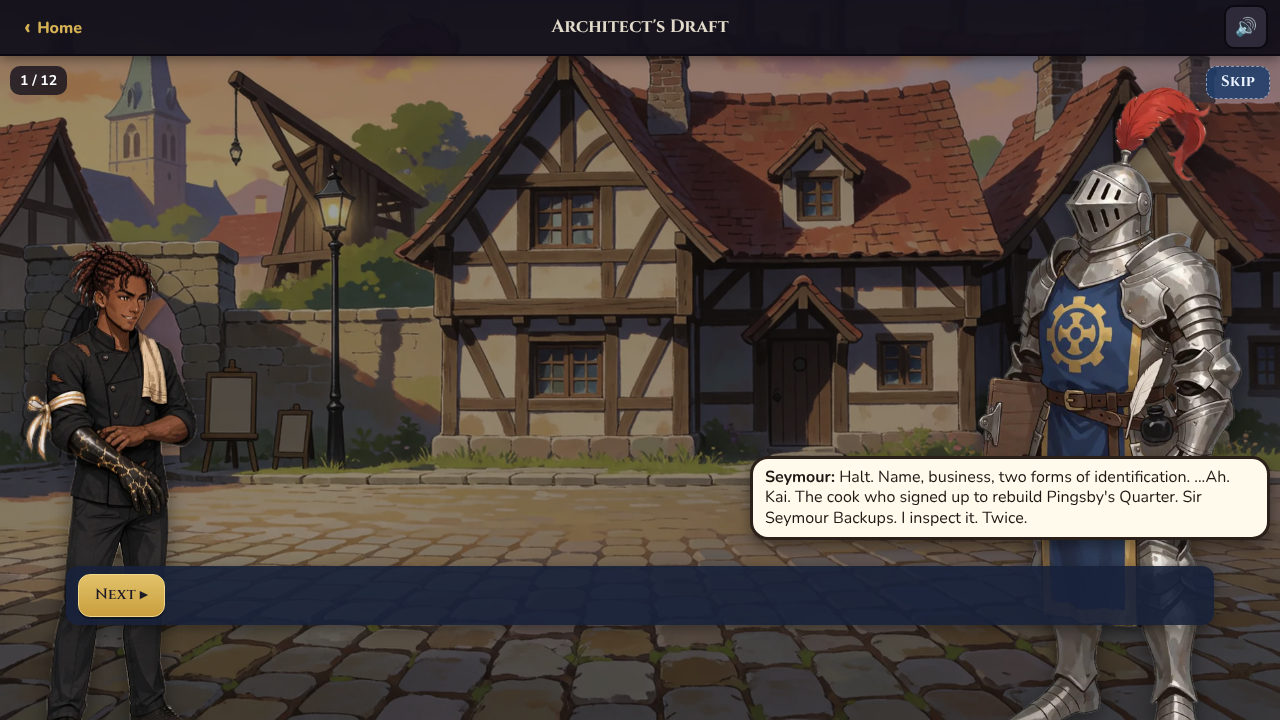 ‹ Home
Architect's Draft
1 / 12
Skip
Seymour: Halt. Name, business, two forms of identification. ...Ah.
Kai. The cook who signed up to rebuild Pingsby's Quarter. Sir
Seymour Backups. I inspect it. Twice.
Next ▸